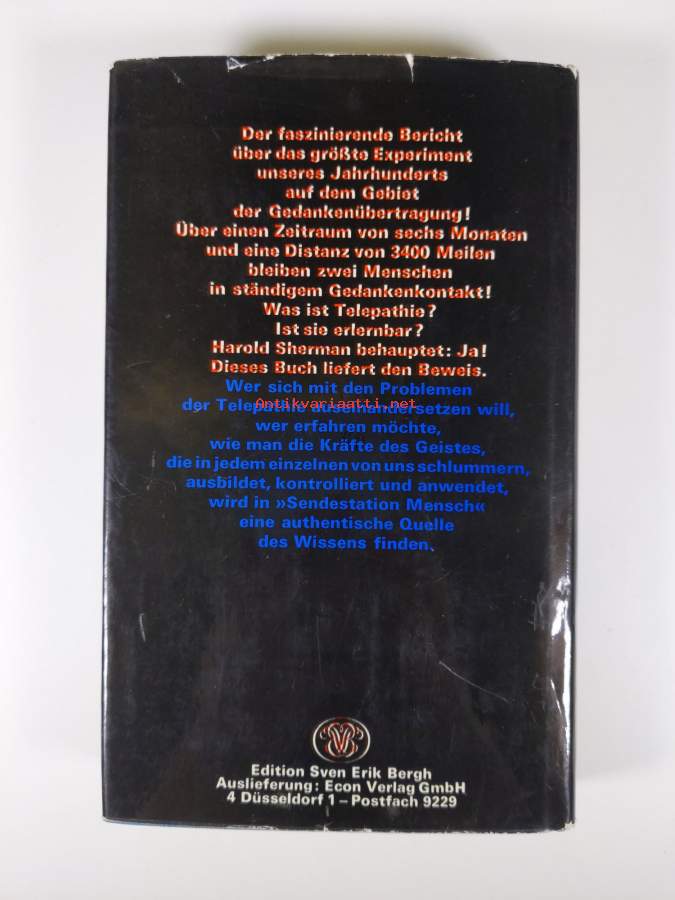 Der faszinierende Bericht
über das größte Experiment
unseres Jahrhunderts
auf dem Gebiet
der Gedankenübertragung!
Über einen Zeitraum von sechs Monaten
und eine Distanz von 3400 Meilen
bleiben zwei Menschen
in ständigem Gedankenkontakt!
Was ist Telepathie?
Ist sie erlernbar?
Harold Sherman behauptet: Ja!
Dieses Buch liefert den Beweis.
Wer sich mit den Problemen
Antikvariaatti.net
der Telepathie auseinandersetzen will,
wer erfahren möchte,
wie man die Kräfte des Geistes,
die in jedem einzelnen von uns schlummern,
ausbildet, kontrolliert und anwendet,
wird in »Sendestation Mensch«
eine authentische Quelle
des Wissens finden.
Edition Sven Erik Bergh
Auslieferung: Econ Verlag GmbH
4 Düsseldorf 1 – Postfach 9229